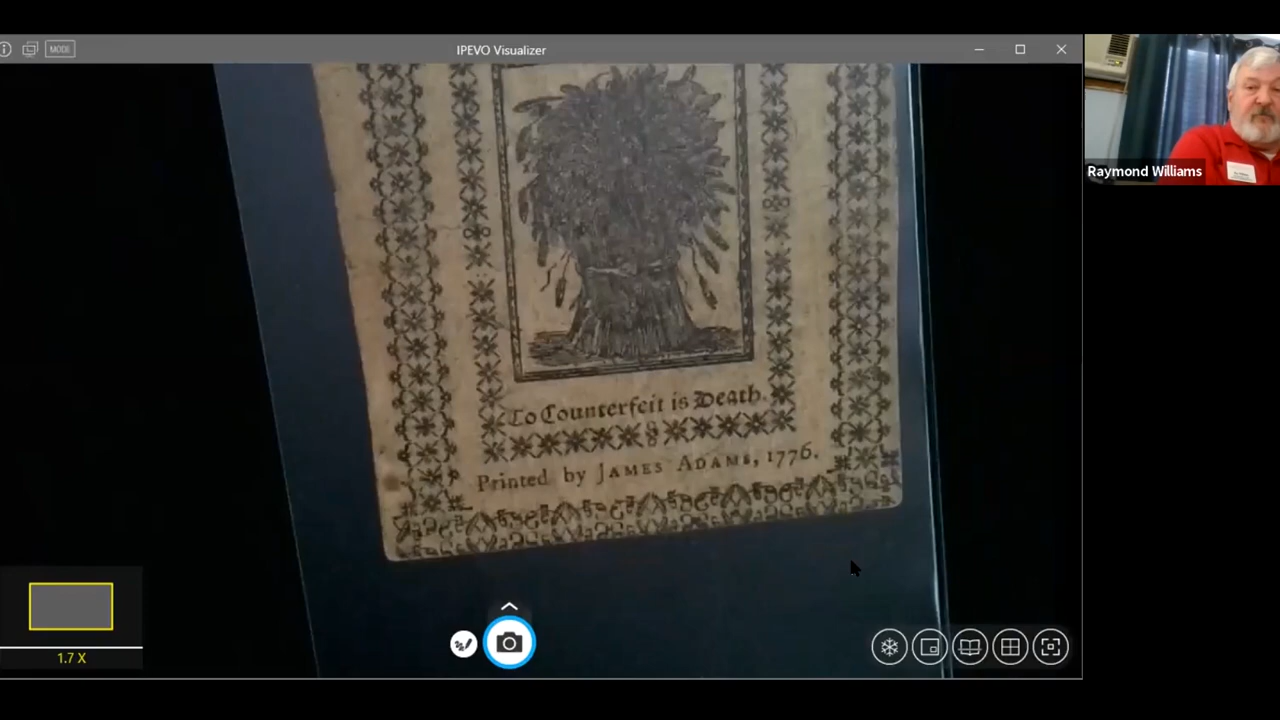 MODE
IPEVO Visualizer
To Counterfeit is Death.
Printed by JAMES ADAMS, 1776.
Raymond Williams
1.7 X